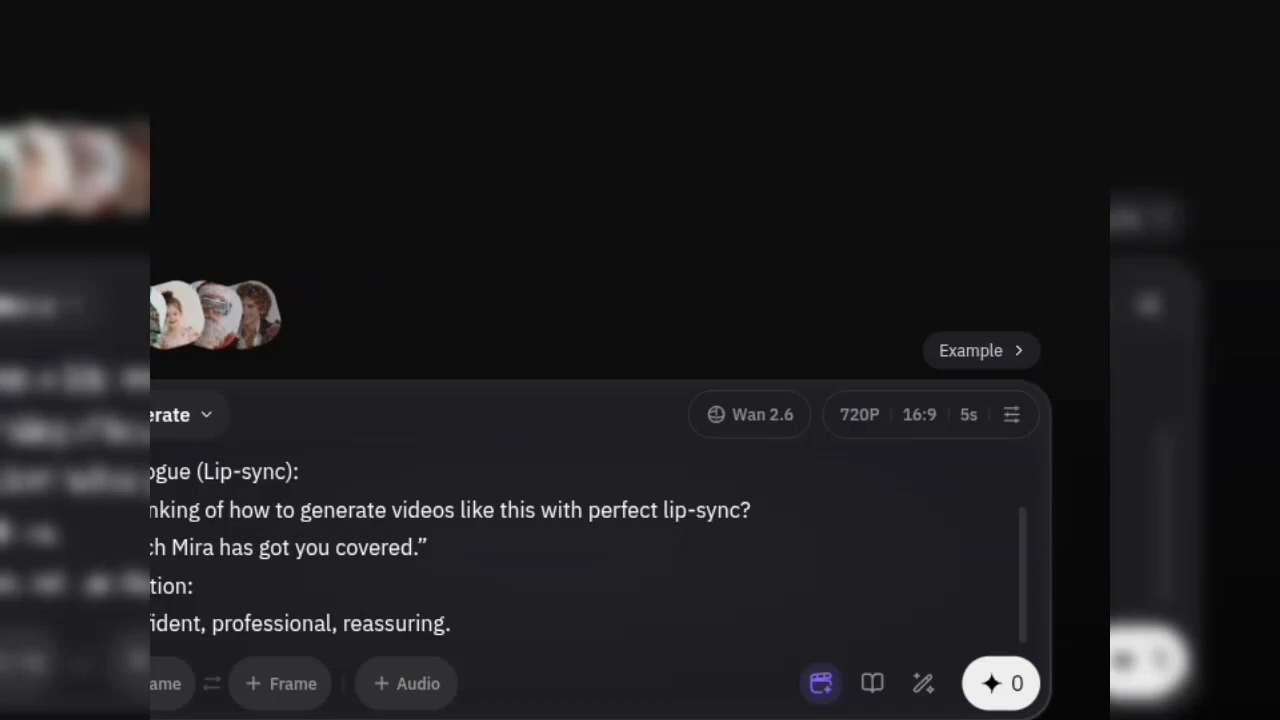 Example
erate
Wan 2.6
720P 16:9 5s
ogue (Lip-sync):
nking of how to generate videos like this with perfect lip-sync?
ch Mira has got you covered.”
tion:
fident, professional, reassuring.
ame + Frame + Audio 0